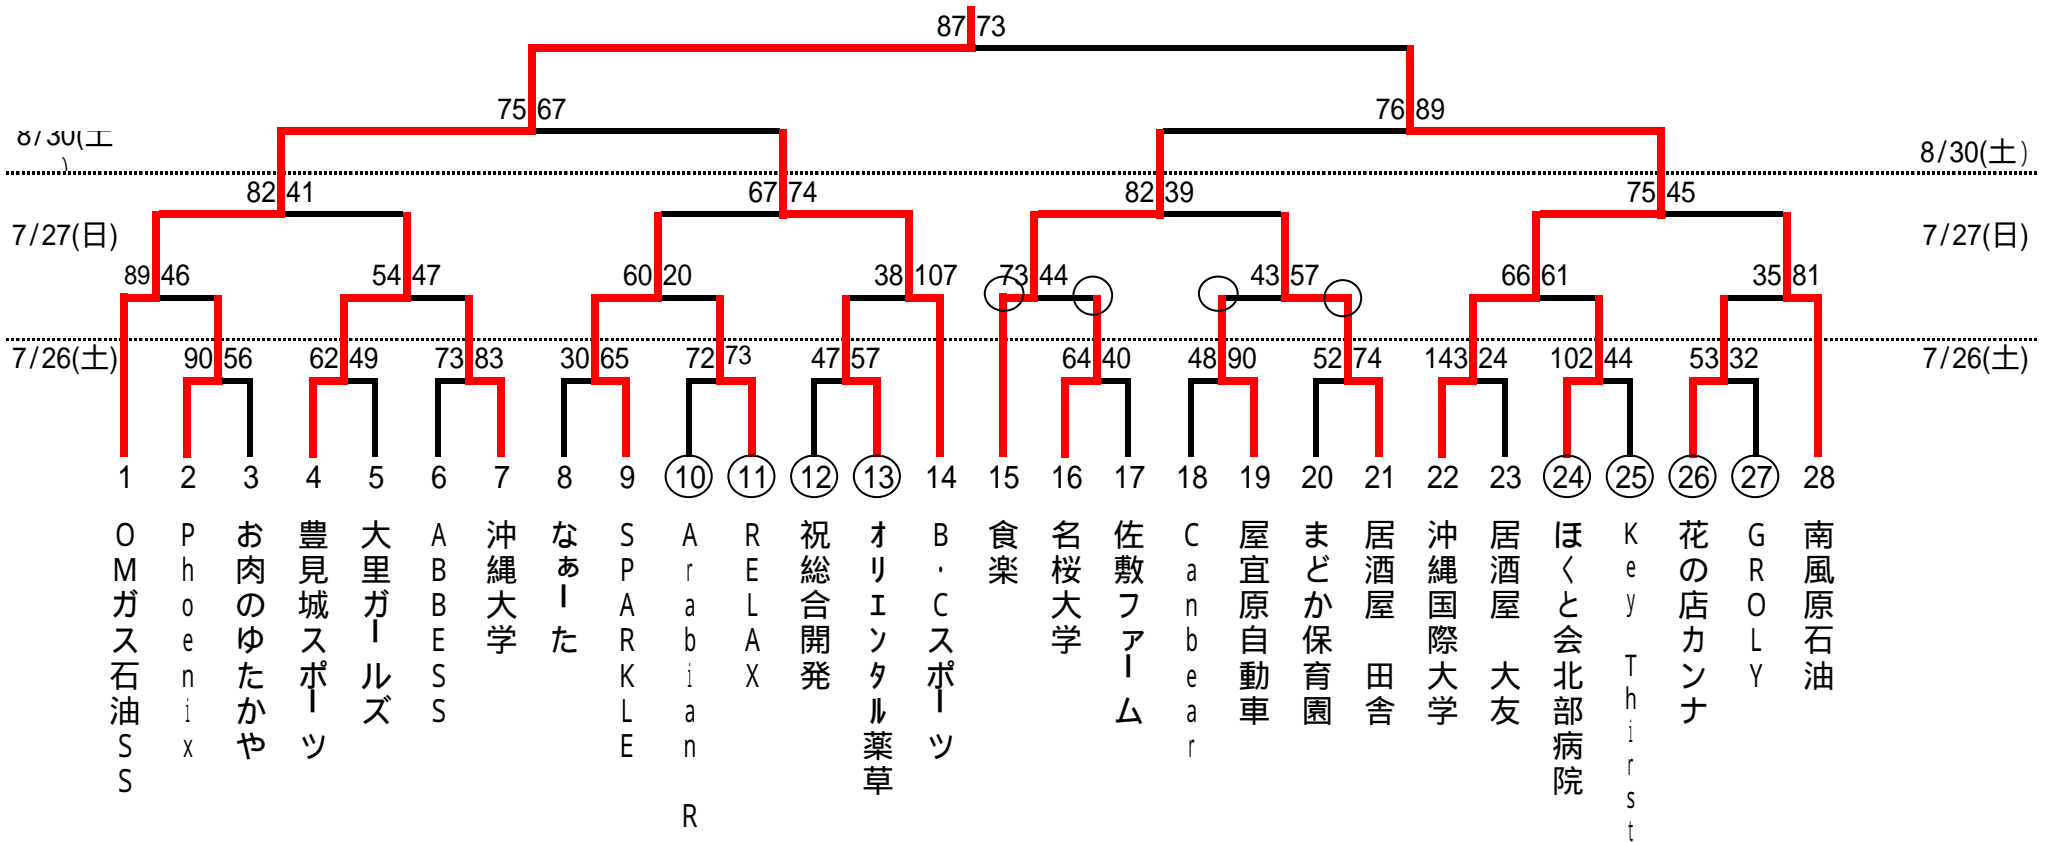 87 73
75 67 76 89
8/30(土) 8/30(土)
82 41 67 74 82 39 75 45
7/27(日) 7/27(日)
89 46 54 47 60 20 38 107 73 44 43 57 66 61 35 81
7/26(土) 90 56 62 49 73 83 30 65 72 73 47 57 64 40 48 90 52 74 143 24 102 44 53 32 7/26(土)
1 2 3 4 5 6 7 8 9 10 11 12 13 14 15 16 17 18 19 20 21 22 23 24 25 26 27 28
OMガス石油SS
Phoenix
お肉のゆたかや
豊見城スポーツ
大里ガールズ
ABBESS
沖縄大学
なぁーた
SPARKLE
Arabian R
RELAX
祝総合開発
オリエンタル薬草
B・Cスポーツ
食楽
名桜大学
佐敷ファーム
Canbear
屋宜原自動車
まどか保育園
居酒屋 田舎
沖縄国際大学
居酒屋 大友
ほくと会北部病院
Key Thirst
花の店カンナ
GROLY
南風原石油